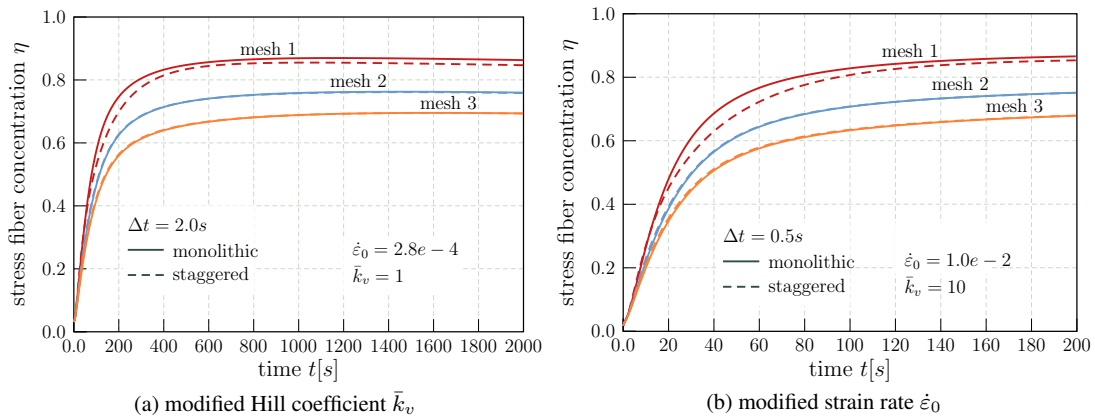 stress fiber concentration η
1.0
0.8
0.6
0.4
0.2
0.0
mesh 1
mesh 2
mesh 3
Δt = 2.0s
monolithic
staggered
ε̇₀ = 2.8e − 4
k̄ᵥ = 1
0.0 200 400 600 800 1000 1200 1400 1600 1800 2000
time t[s]
(a) modified Hill coefficient k̄ᵥ
stress fiber concentration η
1.0
0.8
0.6
0.4
0.2
0.0
mesh 1
mesh 2
mesh 3
Δt = 0.5s
monolithic
staggered
ε̇₀ = 1.0e − 2
k̄ᵥ = 10
0.0 20 40 60 80 100 120 140 160 180 200
time t[s]
(b) modified strain rate ε̇₀